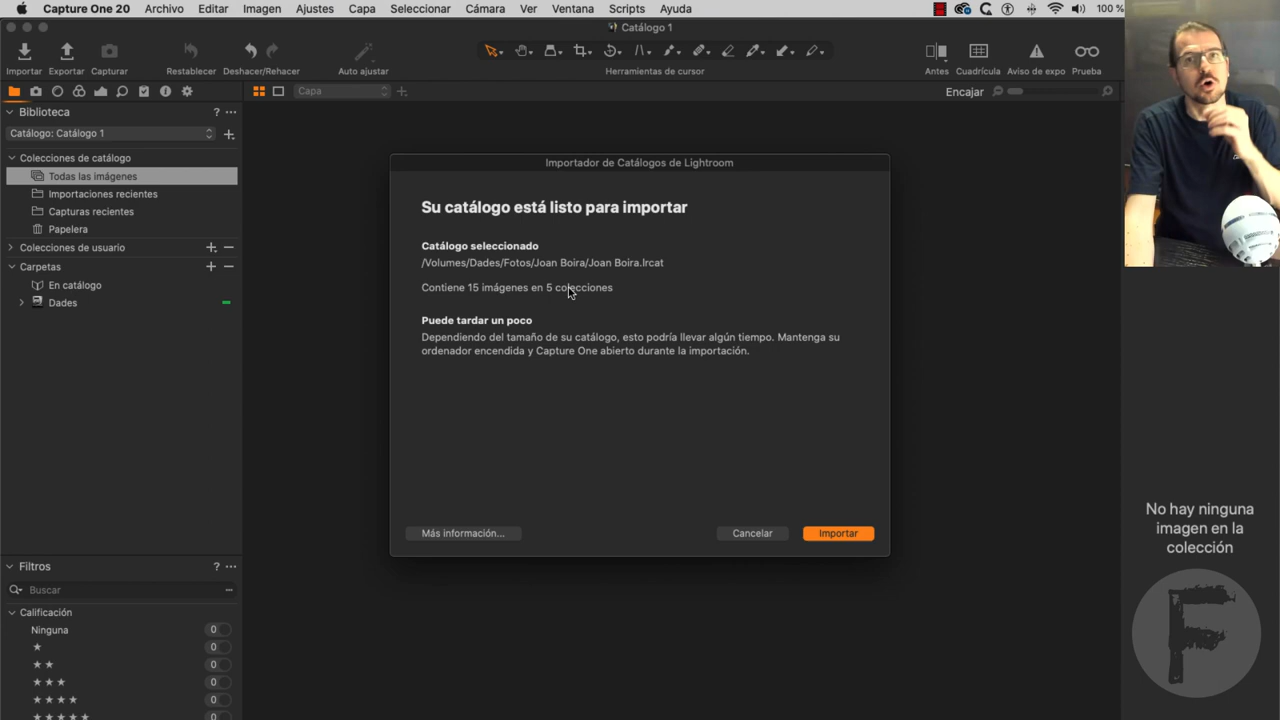 Capture One 20 Archivo Editar Imagen Ajustes Capa Seleccionar Cámara Ver Ventana Scripts Ayuda 100 %
Catálogo 1
Importar Exportar Capturar Restablecer Deshacer/Rehacer Auto ajustar Herramientas de cursor Antes Cuadrícula Aviso de expo Prueba
Capa Encajar
Biblioteca ?
Catálogo: Catálogo 1
Colecciones de catálogo
Todas las imágenes
Importaciones recientes
Capturas recientes
Papelera
Colecciones de usuario
Carpetas
En catálogo
Dades
Importador de Catálogos de Lightroom
Su catálogo está listo para importar
Catálogo seleccionado
/Volumes/Dades/Fotos/Joan Boira/Joan Boira.lrcat
Contiene 15 imágenes en 5 colecciones
Puede tardar un poco
Dependiendo del tamaño de su catálogo, esto podría llevar algún tiempo. Mantenga su
ordenador encendida y Capture One abierto durante la importación.
Más información... Cancelar Importar
No hay ninguna
imagen en la
colección
F
Filtros ?
Buscar
Calificación
Ninguna 0
★ 0
★★ 0
★★★ 0
★★★★ 0
★★★★★ 0